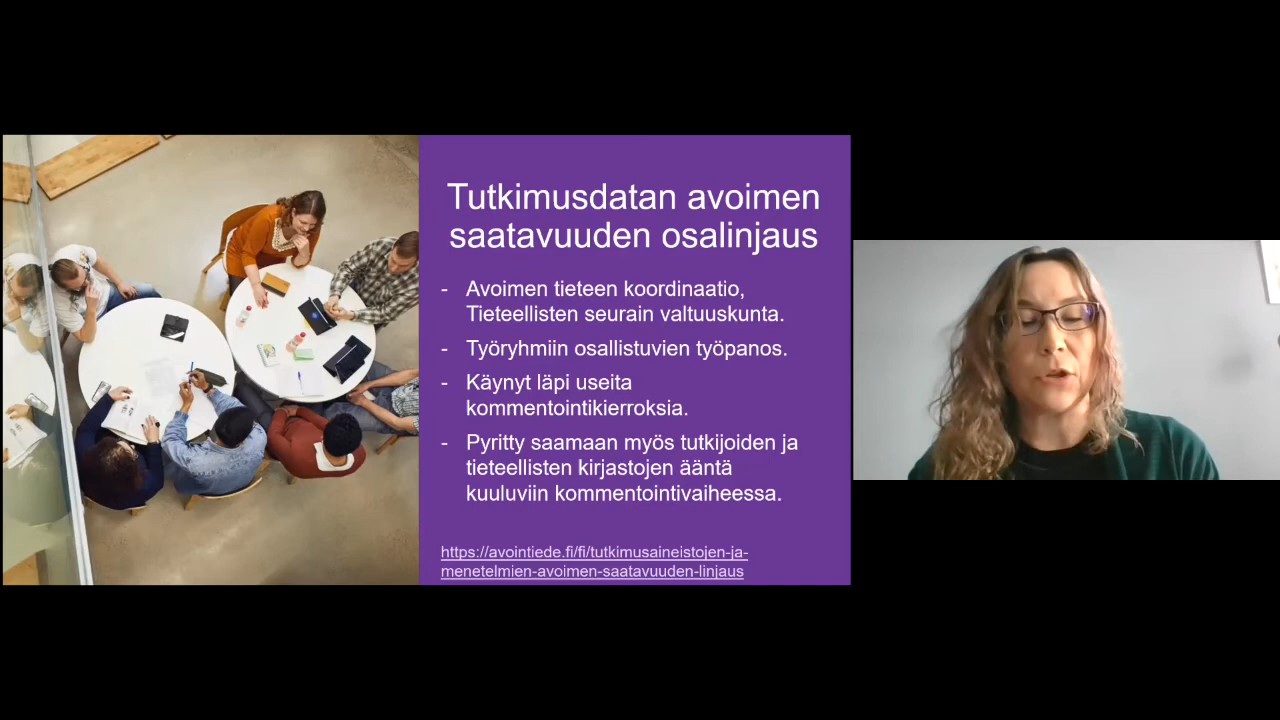 Tutkimusdatan avoimen
saatavuuden osalinjaus
- Avoimen tieteen koordinaatio,
Tieteellisten seurain valtuuskunta.
- Työryhmiin osallistuvien työpanos.
- Käynyt läpi useita
kommentointikierroksia.
- Pyritty saamaan myös tutkijoiden ja
tieteellisten kirjastojen ääntä
kuuluviin kommentointivaiheessa.
https://avointiede.fi/fi/tutkimusaineistojen-ja-
menetelmien-avoimen-saatavuuden-linjaus